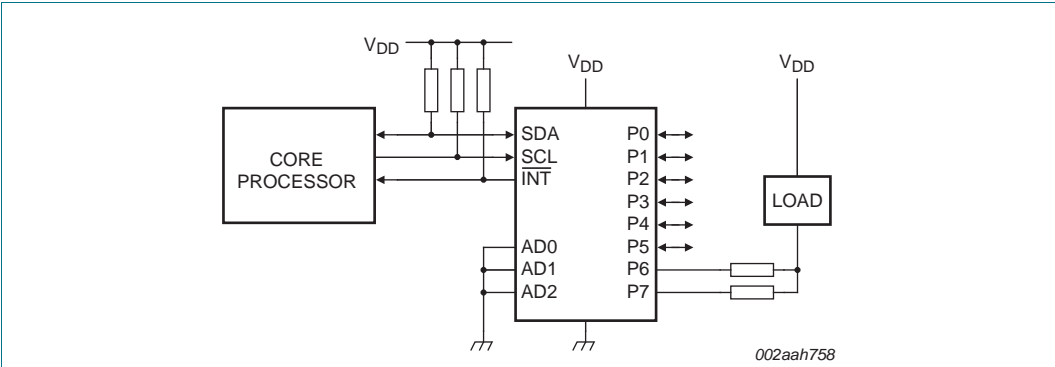 VDD
VDD
VDD
CORE
PROCESSOR
SDA
SCL
INT
AD0
AD1
AD2
P0
P1
P2
P3
P4
P5
P6
P7
LOAD
002aah758